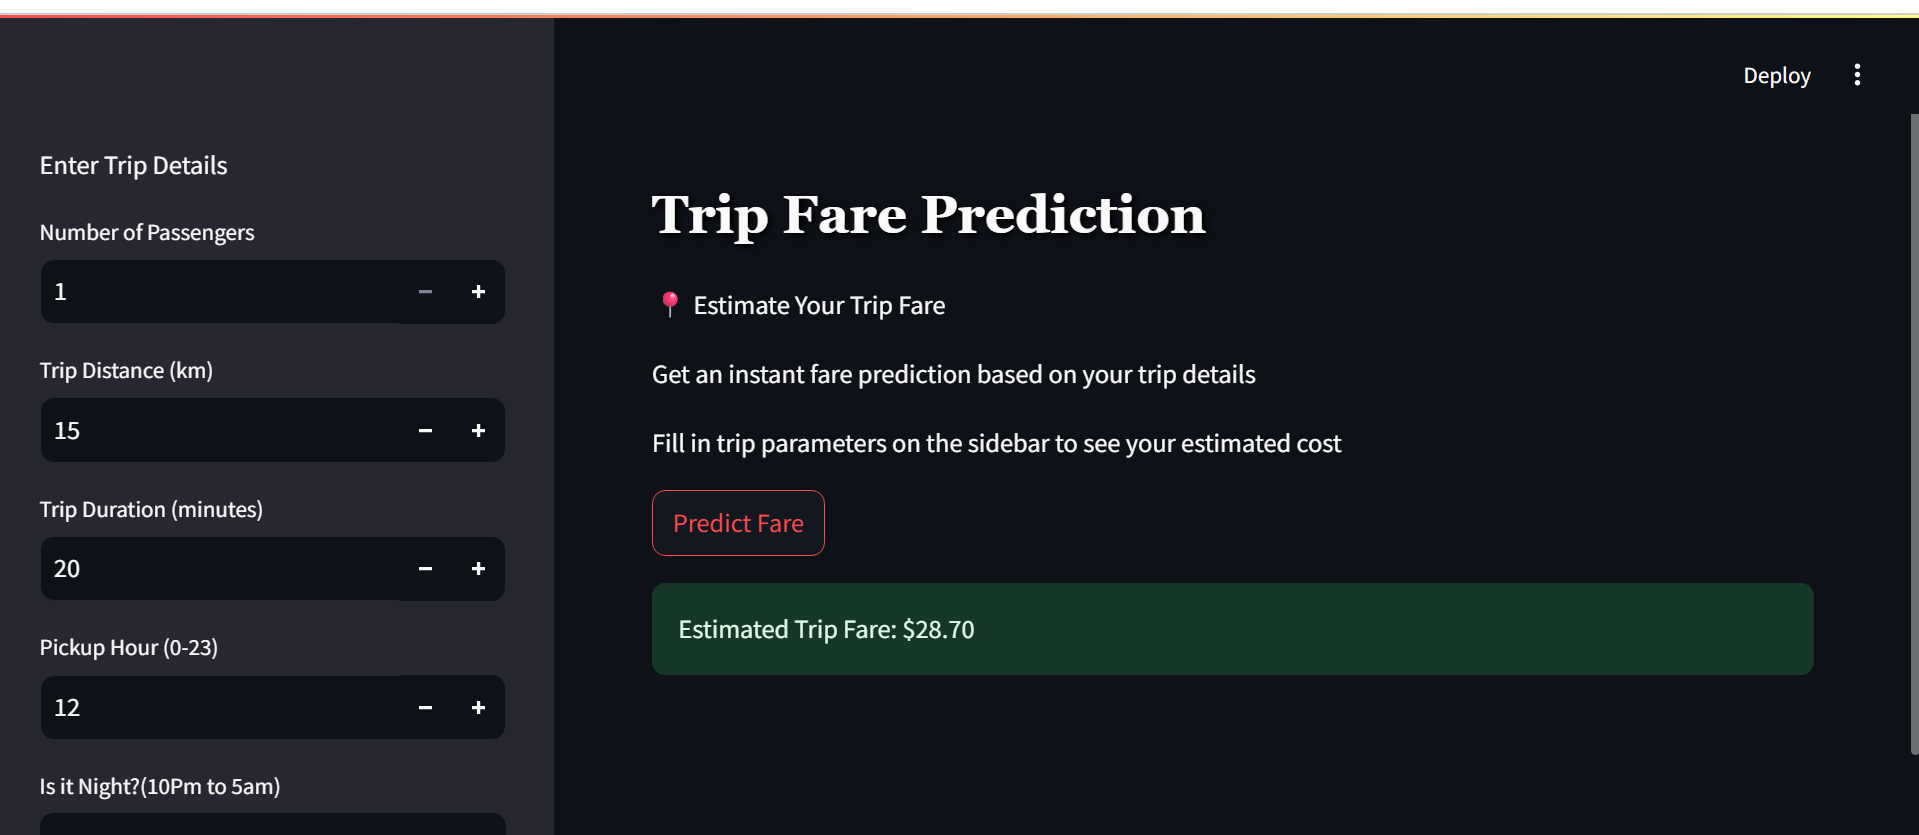 Deploy
Enter Trip Details
Number of Passengers
1
Trip Distance (km)
15
Trip Duration (minutes)
20
Pickup Hour (0-23)
12
Is it Night?(10Pm to 5am)
Trip Fare Prediction
Estimate Your Trip Fare
Get an instant fare prediction based on your trip details
Fill in trip parameters on the sidebar to see your estimated cost
Predict Fare
Estimated Trip Fare: $28.70